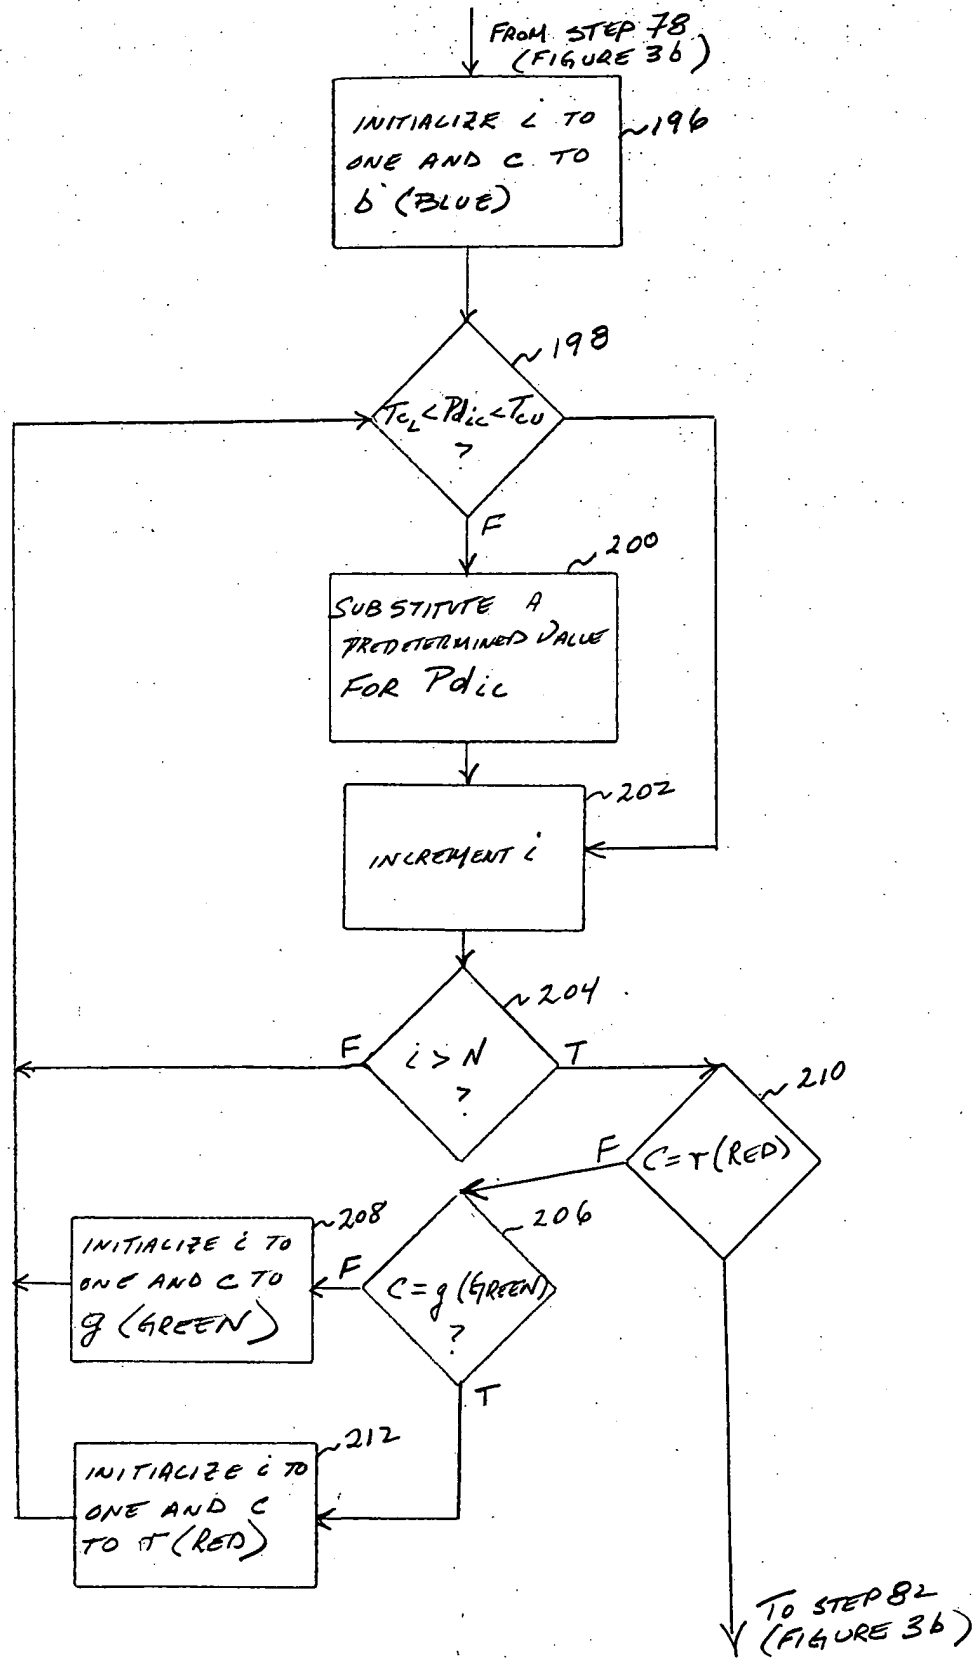 FROM STEP 78
(FIGURE 3b)
INITIALIZE i TO
ONE AND C TO
b (BLUE)
196
198
TcL < Pdic < Tcu
?
F
200
SUBSTITUTE A
PREDETERMINED VALUE
FOR Pdic
202
INCREMENT i
204
F
i > N
?
T
210
C = r (RED)
F
206
C = g (GREEN)
?
F
T
208
INITIALIZE i TO
ONE AND C TO
g (GREEN)
212
INITIALIZE i TO
ONE AND C
TO r (RED)
TO STEP 82
(FIGURE 3b)